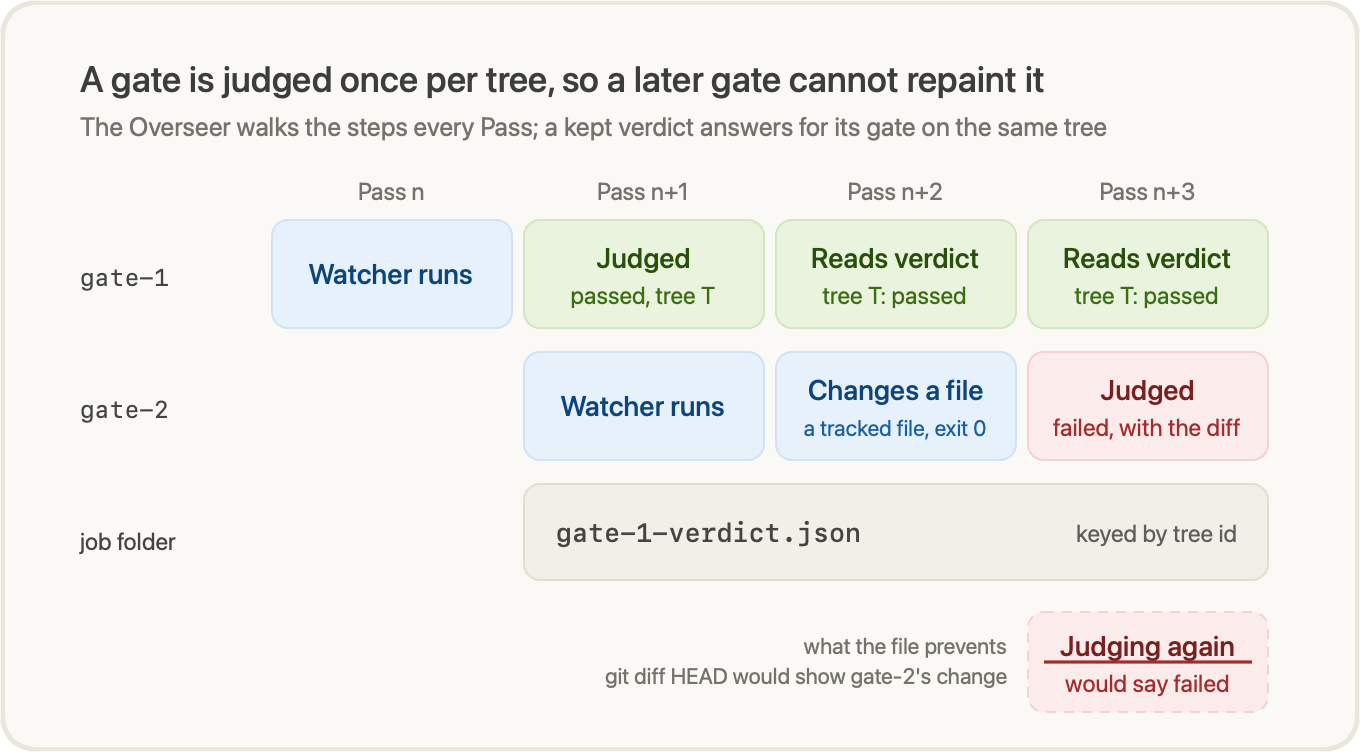 A gate is judged once per tree, so a later gate cannot repaint it
The Overseer walks the steps every Pass; a kept verdict answers for its gate on the same tree
Pass n
Pass n+1
Pass n+2
Pass n+3
gate-1
Watcher runs
Judged
passed, tree T
Reads verdict
tree T: passed
Reads verdict
tree T: passed
gate-2
Watcher runs
Changes a file
a tracked file, exit 0
Judged
failed, with the diff
job folder
gate-1-verdict.json
keyed by tree id
what the file prevents
git diff HEAD would show gate-2's change
Judging again
would say failed